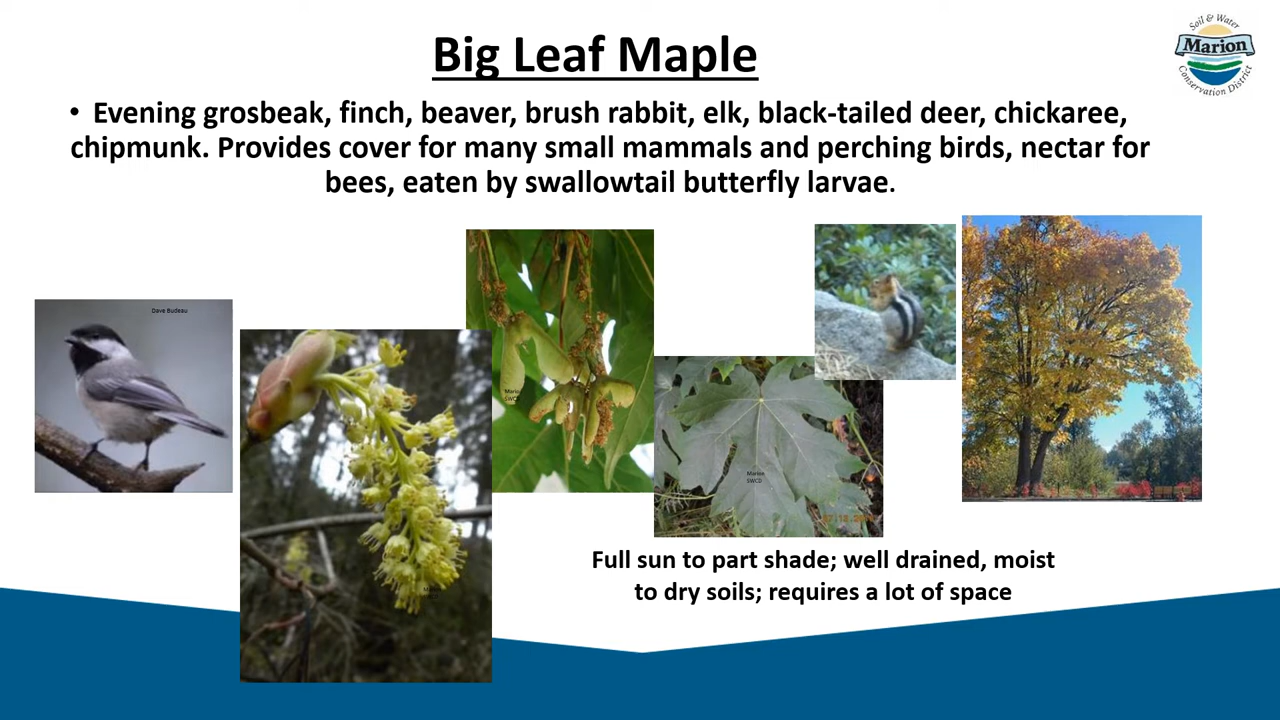 Big Leaf Maple
Soil & Water
Marion
Conservation District
• Evening grosbeak, finch, beaver, brush rabbit, elk, black-tailed deer, chickaree,
chipmunk. Provides cover for many small mammals and perching birds, nectar for
bees, eaten by swallowtail butterfly larvae.
Dave Budeau
Marion
SWCD
Marion
SWCD
Full sun to part shade; well drained, moist
to dry soils; requires a lot of space